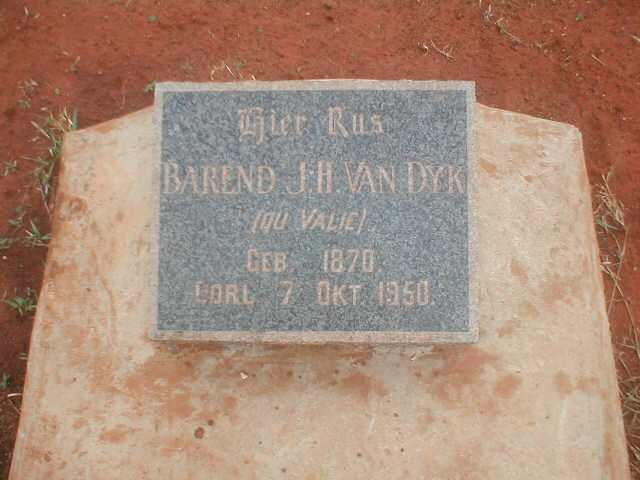 Hier Rus
BAREND J.H. VAN DYK
(OU VALIE).
GEB 1870.
OORL 7 OKT 1950.